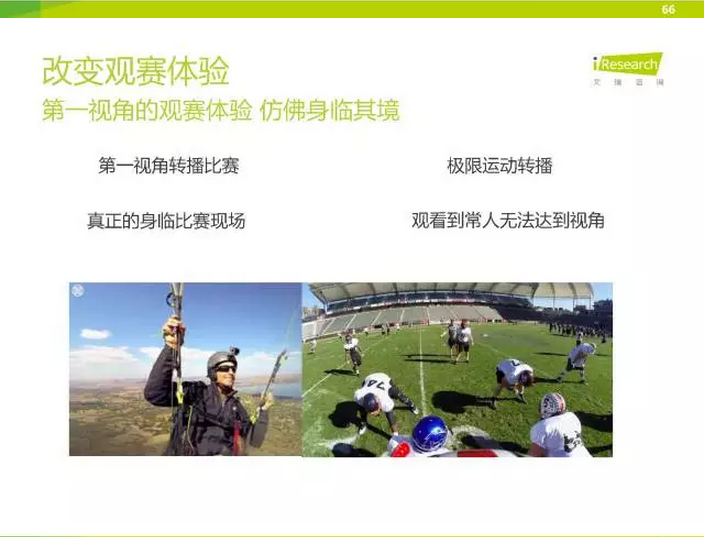 66
改变观赛体验
第一视角的观赛体验 仿佛身临其境
iResearch
艾 瑞 咨 询
第一视角转播比赛
极限运动转播
真正的身临比赛现场
观看到常人无法达到视角
74